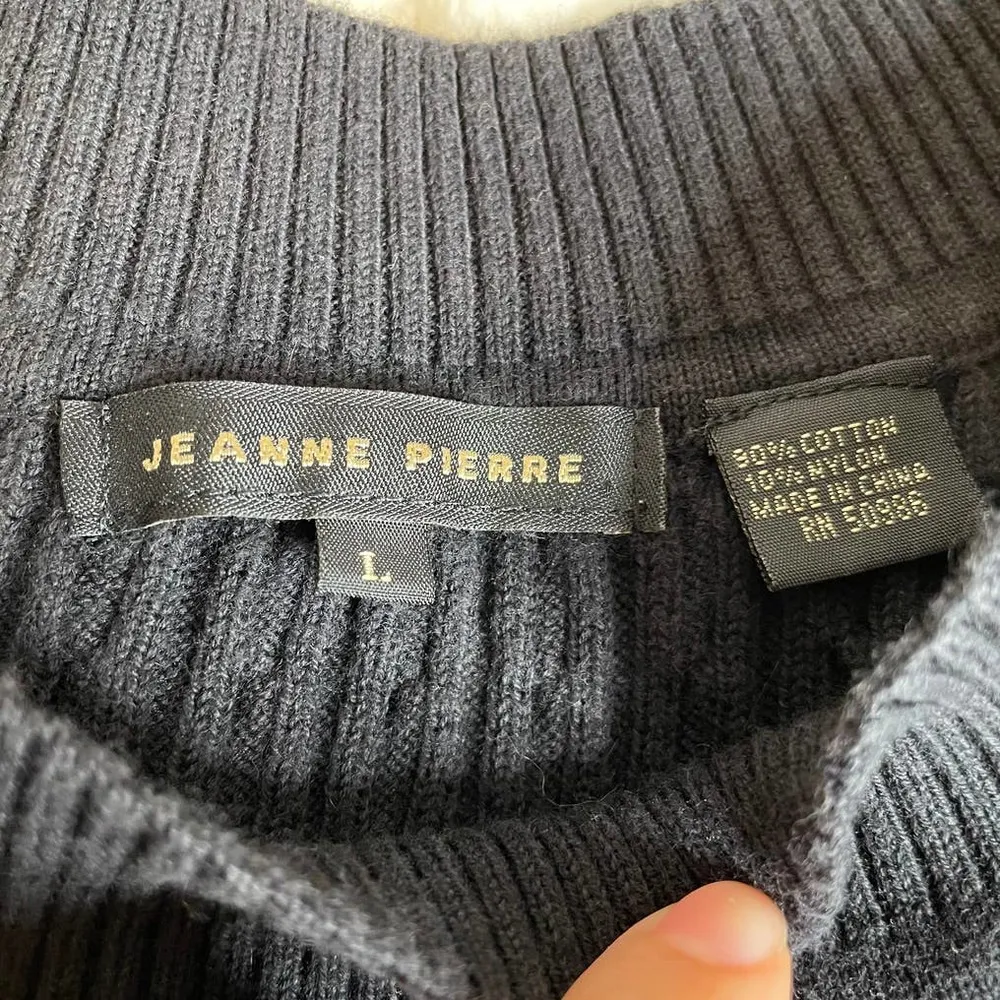 JEANNE PIERRE
L
90% COTTON
10% NYLON
MADE IN CHINA
RN 50986